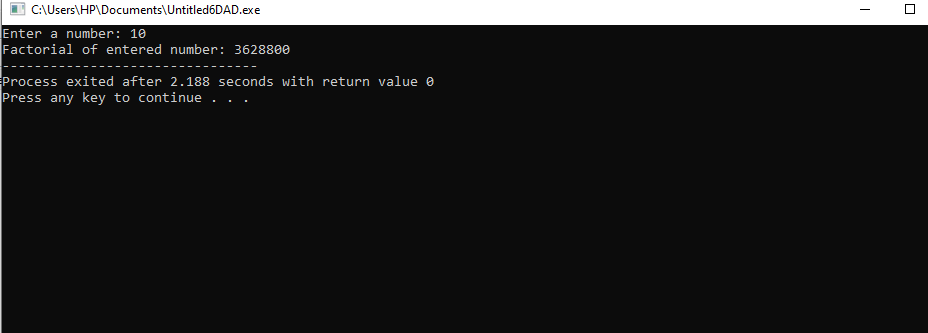 C:\Users\HP\Documents\Untitled6DAD.exe
Enter a number: 10
Factorial of entered number: 3628800
--------------------------------
Process exited after 2.188 seconds with return value 0
Press any key to continue . . .